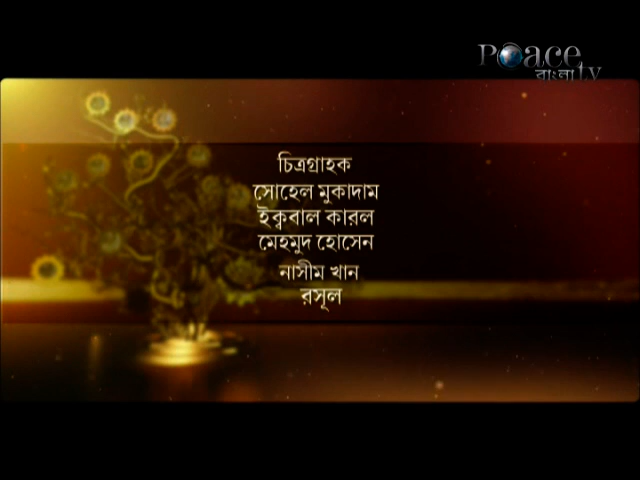 Peace
বাংলা tv
চিত্রগ্রাহক
সোহেল মুকাদাম
ইকবাল কারল
মেহমুদ হোসেন
নাসীম খান
রসূল